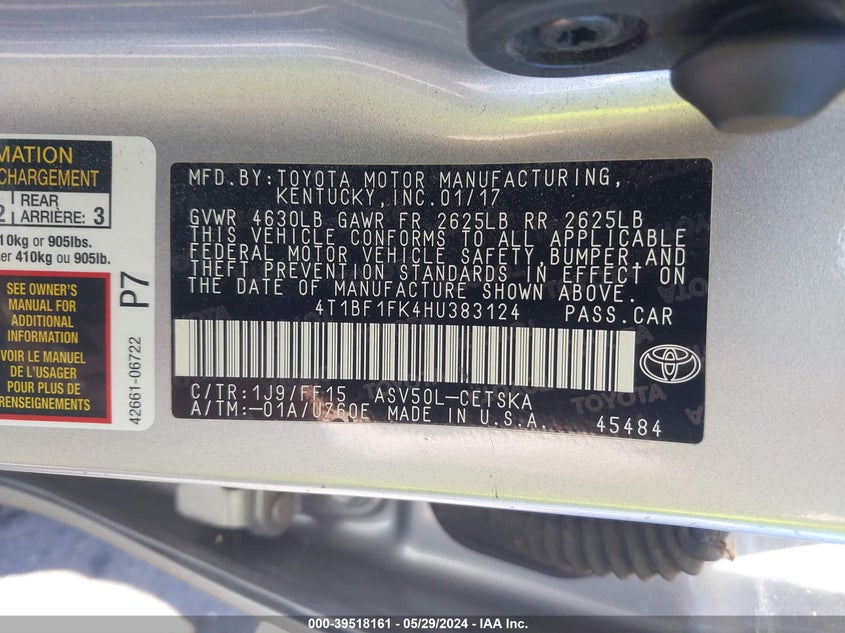 MFD.BY:TOYOTA MOTOR MANUFACTURING,
KENTUCKY,INC.01/17
GVWR 4630LB GAWR FR 2625LB RR 2625LB
THIS VEHICLE CONFORMS TO ALL APPLICABLE
FEDERAL MOTOR VEHICLE SAFETY,BUMPER,AND
THEFT PREVENTION STANDARDS IN EFFECT ON
THE DATE OF MANUFACTURE SHOWN ABOVE.
4T1BF1FK4HU383124 PASS.CAR
C/TR:1J9/FF15 ASV50L-CETSKA
A/TM:-01A/U760E MADE IN U.S.A.
45484
MATION
CHARGEMENT
2 REAR
ARRIÈRE: 3
10kg or 905lbs.
er 410kg ou 905lb.
SEE OWNER'S
MANUAL FOR
ADDITIONAL
INFORMATION
VOIR LE MANUEL
DE L'USAGER
POUR PLUS DE
RENSEIGNEMENTS
P7
42661-06722
000-39518161 - 05/29/2024 - IAA Inc.